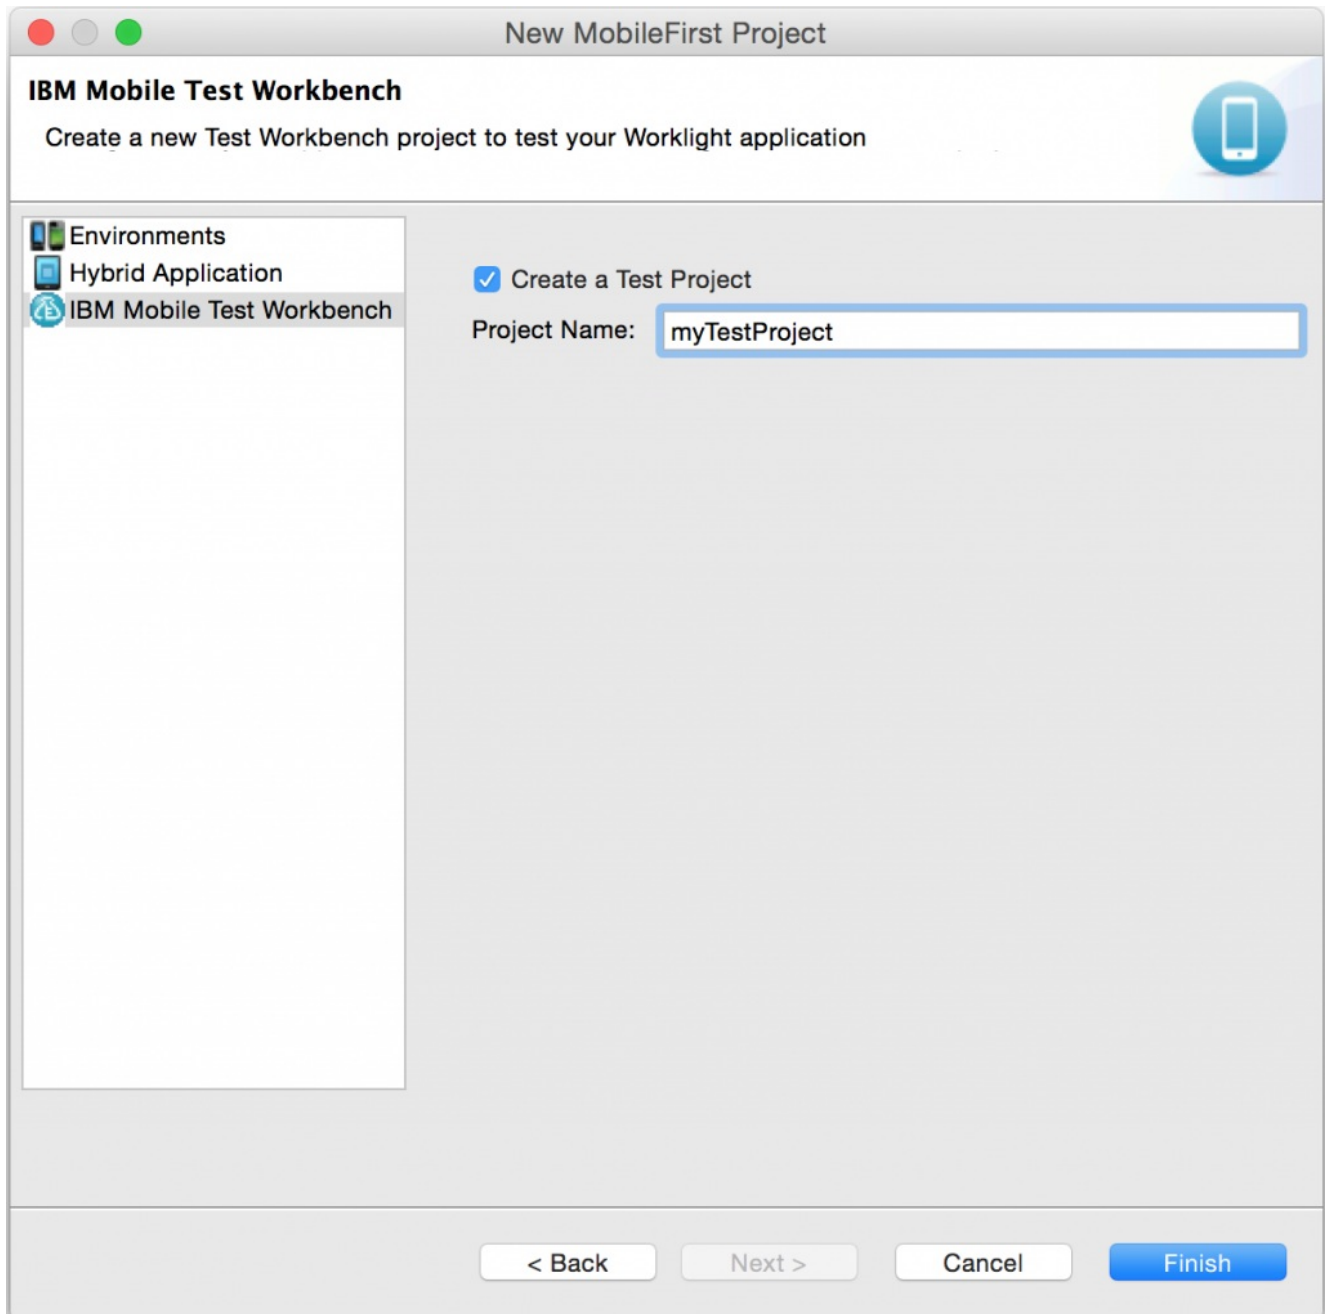 New MobileFirst Project
IBM Mobile Test Workbench
Create a new Test Workbench project to test your Worklight application
Environments
Hybrid Application
IBM Mobile Test Workbench
Create a Test Project
Project Name: myTestProject
< Back Next > Cancel Finish